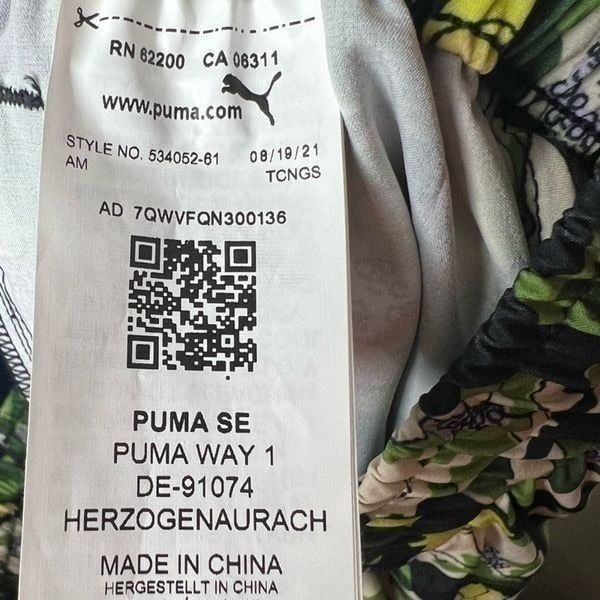 RN 62200 CA 06311
www.puma.com
STYLE NO. 534052-61 08/19/21
AM TCNGS
AD 7QWVFQN300136
PUMA SE
PUMA WAY 1
DE-91074
HERZOGENAURACH
MADE IN CHINA
HERGESTELLT IN CHINA